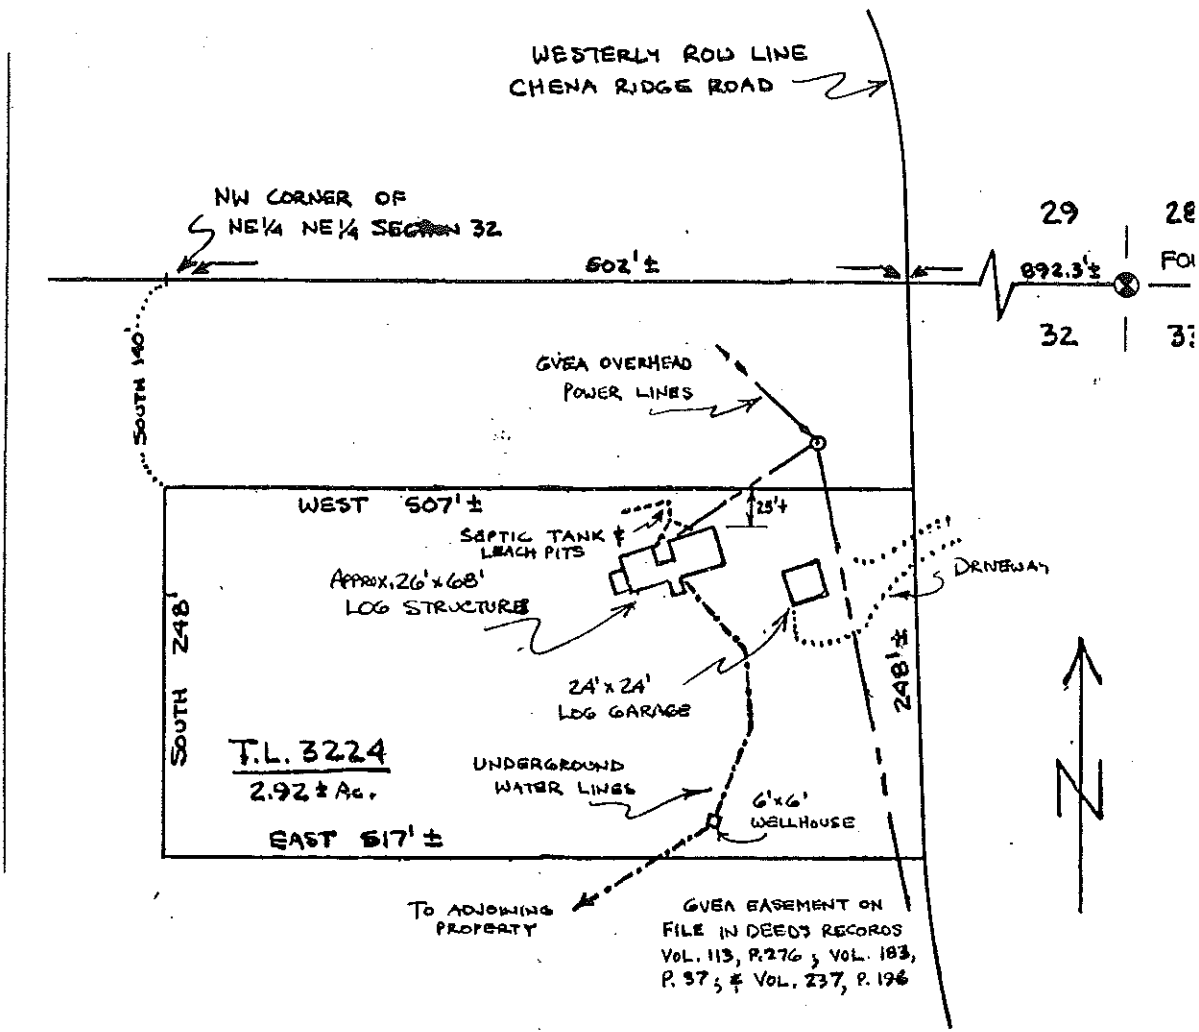 WESTERLY ROW LINE
CHENA RIDGE ROAD
NW CORNER OF
NE1/4 NE1/4 SECTION 32
29
28
502'±
892.3'±
32
SOUTH 140'
GVEA OVERHEAD
POWER LINES
WEST 507'±
25'±
SEPTIC TANK &
LEACH PITS
APPROX. 26' x 68'
LOG STRUCTURE
DRIVEWAY
SOUTH 248'
248'±
24' x 24'
LOG GARAGE
T.L. 3224
2.92 ± Ac.
UNDERGROUND
WATER LINES
6' x 6'
WELLHOUSE
EAST 517' ±
N
TO ADJOINING
PROPERTY
GVEA EASEMENT ON
FILE IN DEEDS RECORDS
VOL. 113, P.276 ; VOL. 183,
P. 37 ; & VOL. 237, P. 196